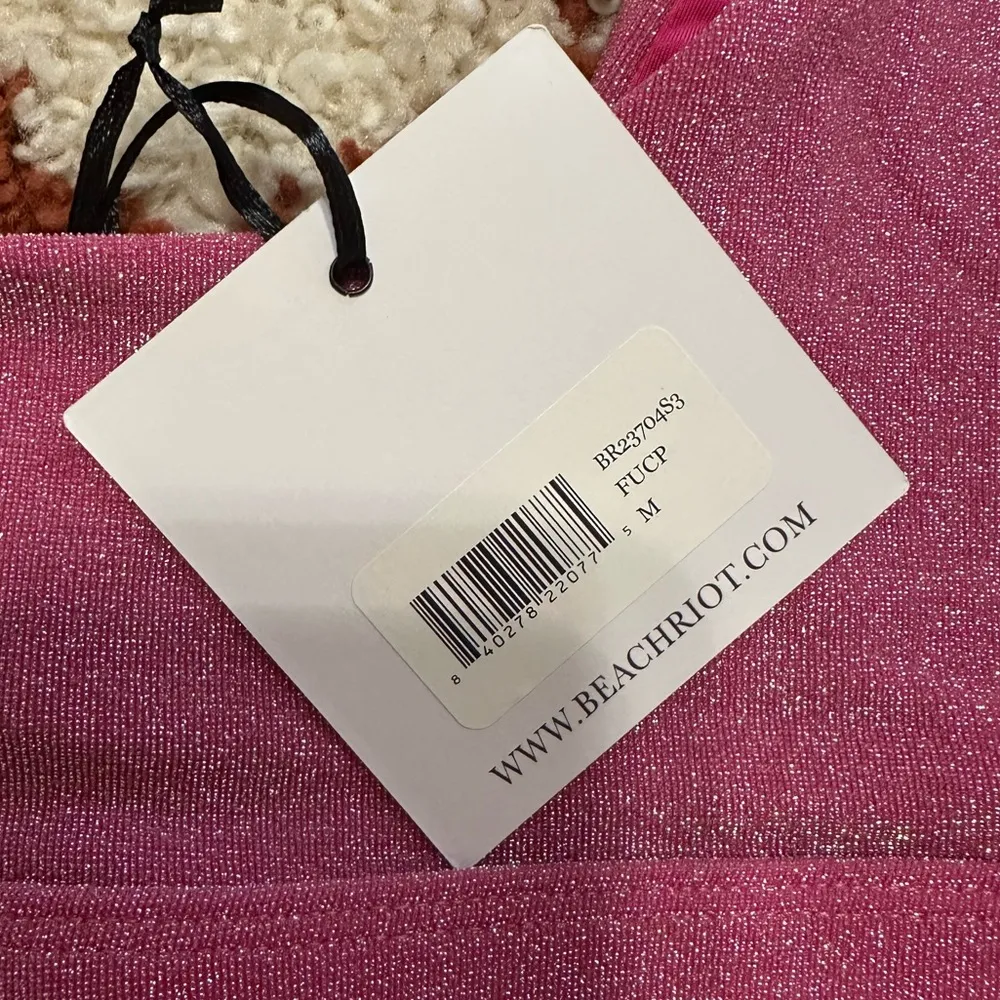 BR23704S3
FUCP
M
8 40278 22077 5
WWW.BEACHRIOT.COM